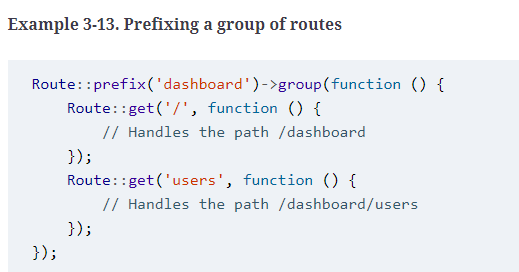 Example 3-13. Prefixing a group of routes
Route::prefix('dashboard')->group(function () {
    Route::get('/', function () {
        // Handles the path /dashboard
    });
    Route::get('users', function () {
        // Handles the path /dashboard/users
    });
});